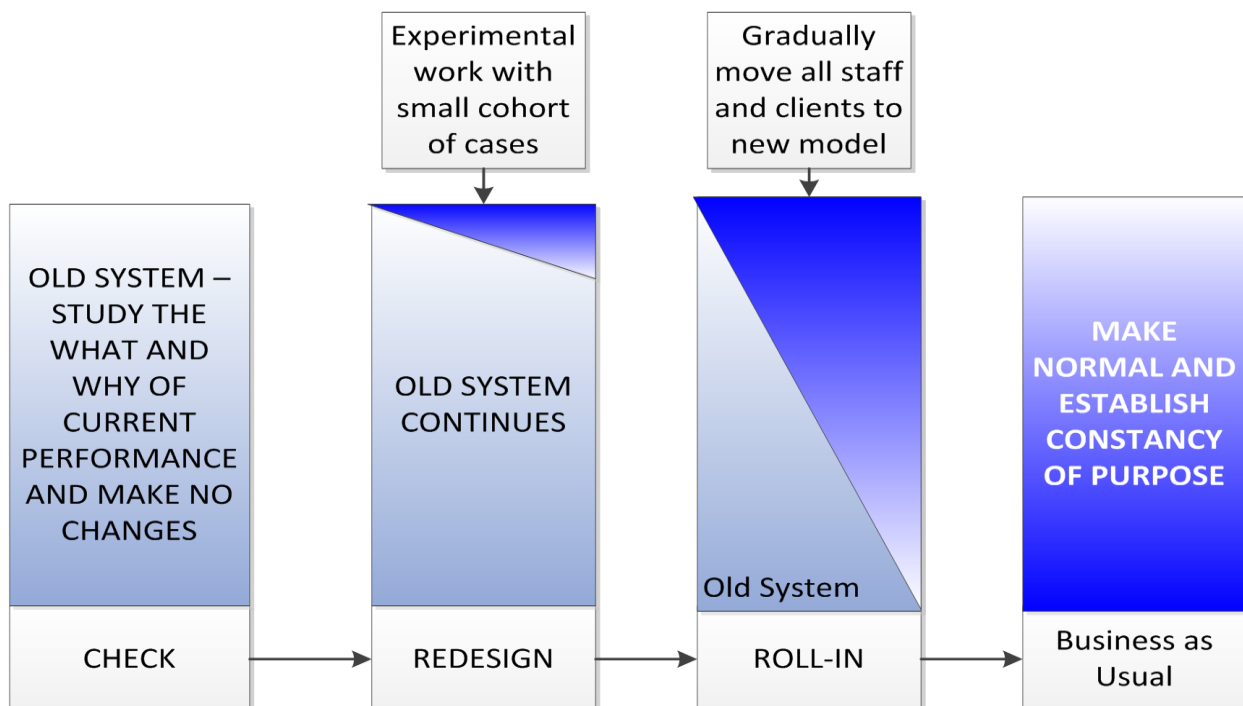 Experimental
work with
small cohort
of cases
Gradually
move all staff
and clients to
new model
OLD SYSTEM –
STUDY THE
WHAT AND
WHY OF
CURRENT
PERFORMANCE
AND MAKE NO
CHANGES
OLD SYSTEM
CONTINUES
Old System
MAKE
NORMAL AND
ESTABLISH
CONSTANCY
OF PURPOSE
CHECK
REDESIGN
ROLL-IN
Business as
Usual